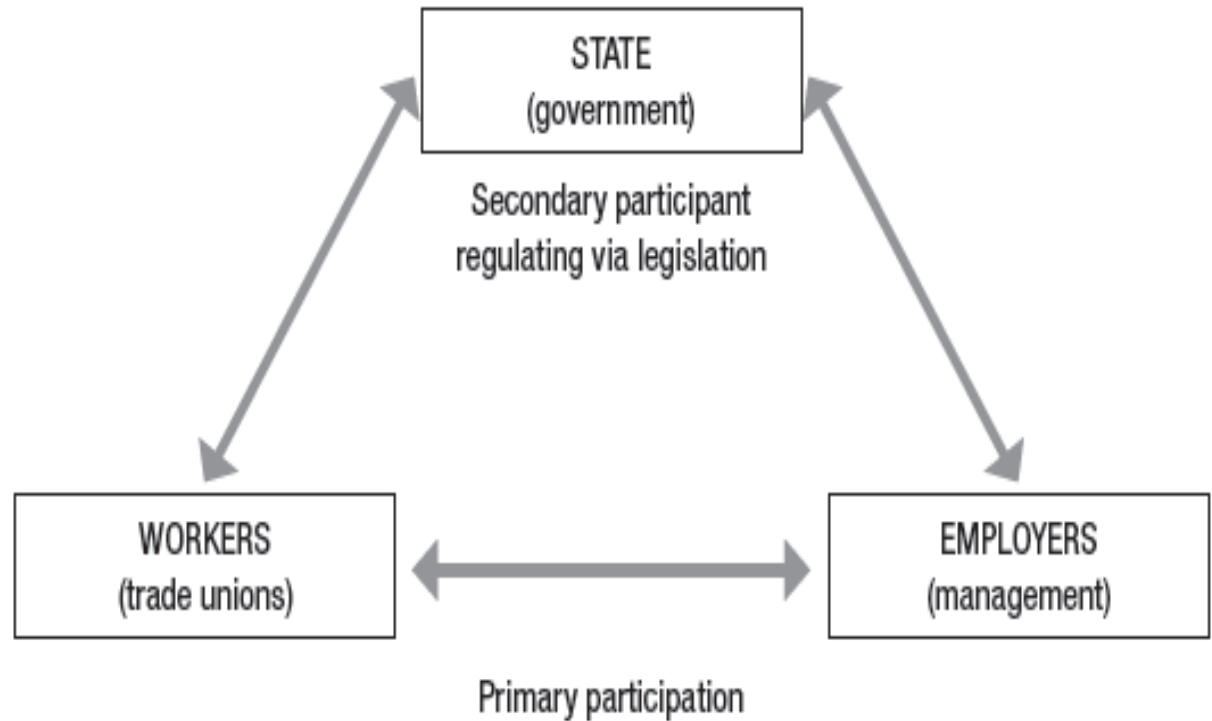 STATE
(government)
Secondary participant
regulating via legislation
WORKERS
(trade unions)
EMPLOYERS
(management)
Primary participation